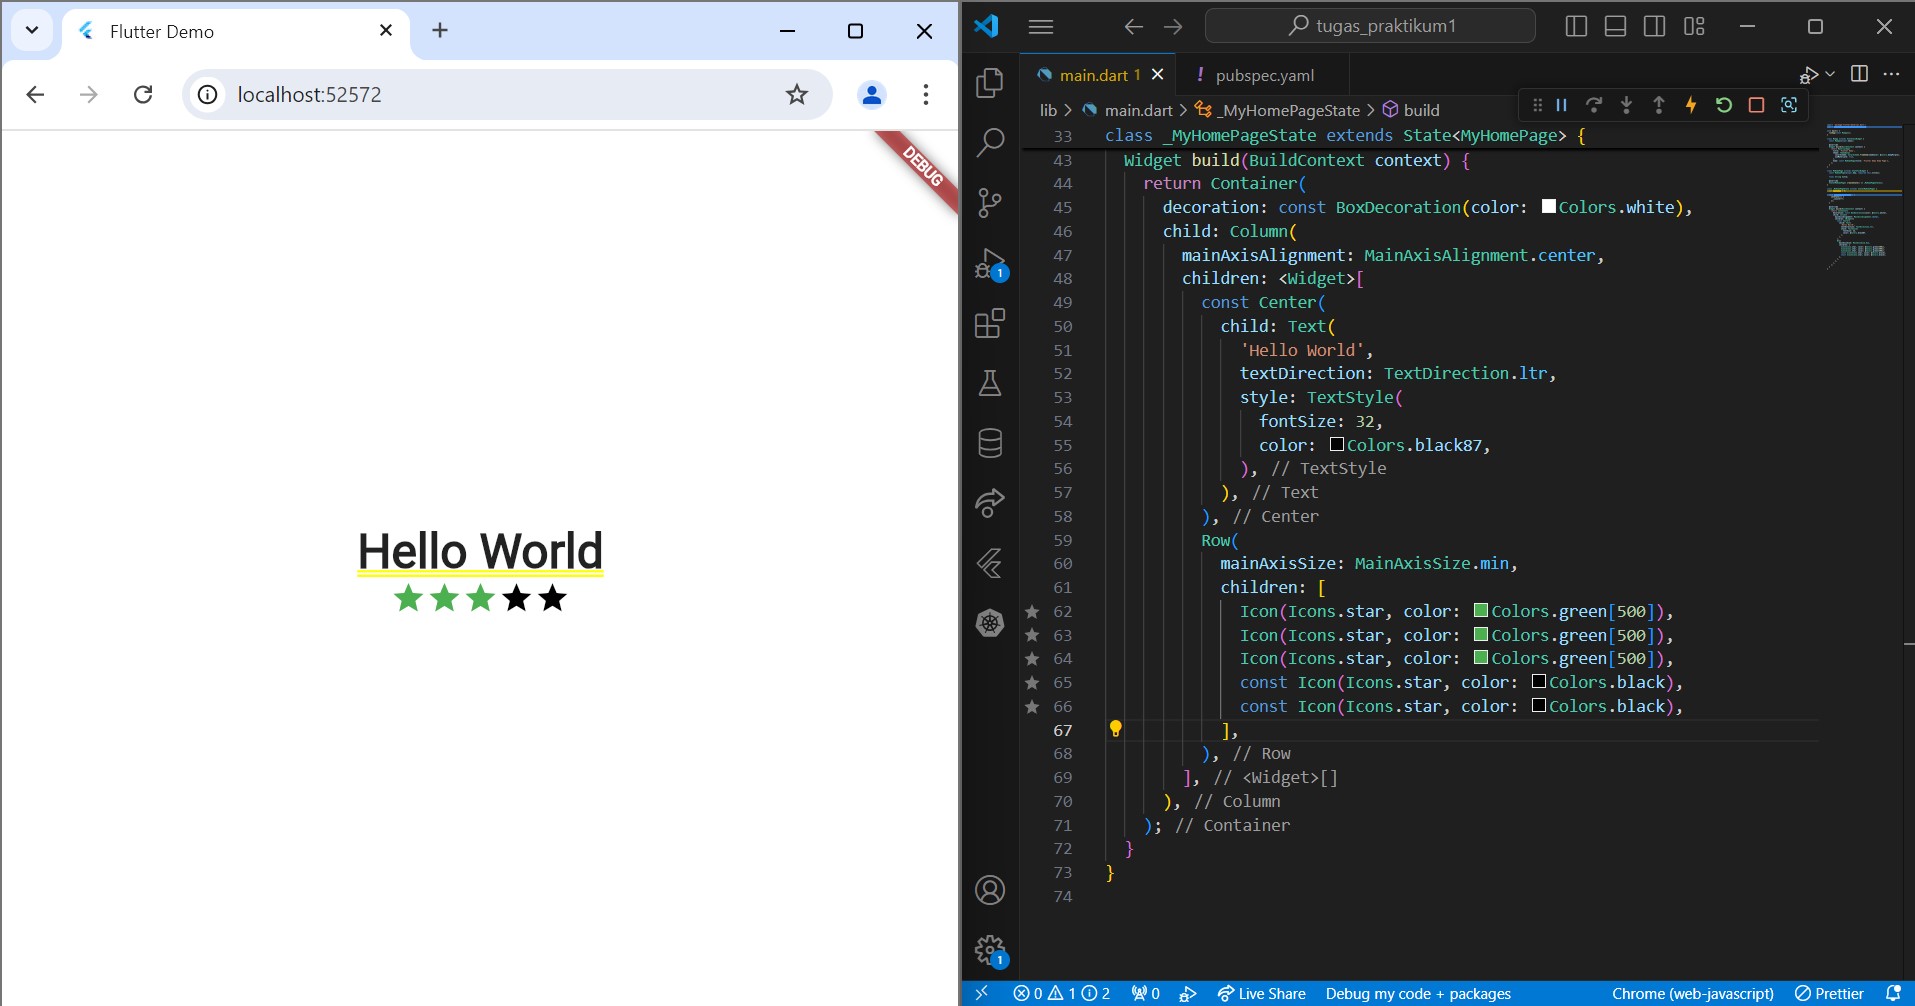 Flutter Demo
localhost:52572
DEBUG
Hello World
tugas_praktikum1
main.dart 1
! pubspec.yaml
lib > main.dart > _MyHomePageState > build
33 class _MyHomePageState extends State<MyHomePage> {
43 Widget build(BuildContext context) {
44 return Container(
45 decoration: const BoxDecoration(color: Colors.white),
46 child: Column(
47 mainAxisAlignment: MainAxisAlignment.center,
48 children: <Widget>[
49 const Center(
50 child: Text(
51 'Hello World',
52 textDirection: TextDirection.ltr,
53 style: TextStyle(
54 fontSize: 32,
55 color: Colors.black87,
56 ), // TextStyle
57 ), // Text
58 ), // Center
59 Row(
60 mainAxisSize: MainAxisSize.min,
61 children: [
62 Icon(Icons.star, color: Colors.green[500]),
63 Icon(Icons.star, color: Colors.green[500]),
64 Icon(Icons.star, color: Colors.green[500]),
65 const Icon(Icons.star, color: Colors.black),
66 const Icon(Icons.star, color: Colors.black),
67 ],
68 ), // Row
69 ], // <Widget>[]
70 ), // Column
71 ); // Container
72 }
73 }
74
1
1
0 1 2 0 Live Share Debug my code + packages Chrome (web-javascript) Prettier